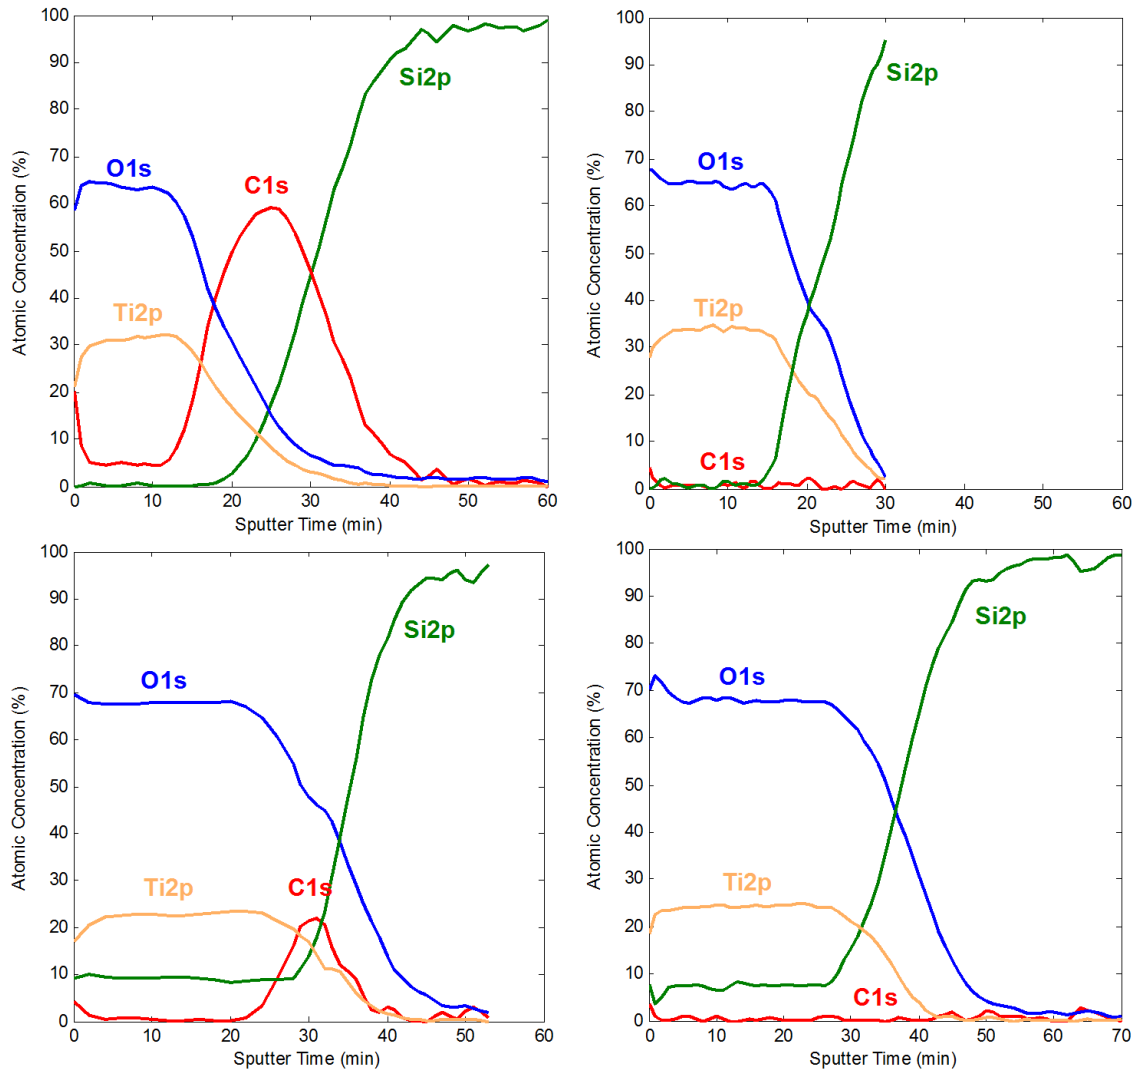 100
90
80
70
60
50
40
30
20
10
0
Atomic Concentration (%)
O1s
C1s
Si2p
Ti2p
0 10 20 30 40 50 60
Sputter Time (min)
100
90
80
70
60
50
40
30
20
10
0
Atomic Concentration (%)
Si2p
O1s
Ti2p
C1s
0 10 20 30 40 50 60
Sputter Time (min)
100
90
80
70
60
50
40
30
20
10
0
Atomic Concentration (%)
Si2p
O1s
Ti2p
C1s
0 10 20 30 40 50 60
Sputter Time (min)
100
90
80
70
60
50
40
30
20
10
0
Atomic Concentration (%)
Si2p
O1s
Ti2p
C1s
0 10 20 30 40 50 60 70
Sputter Time (min)